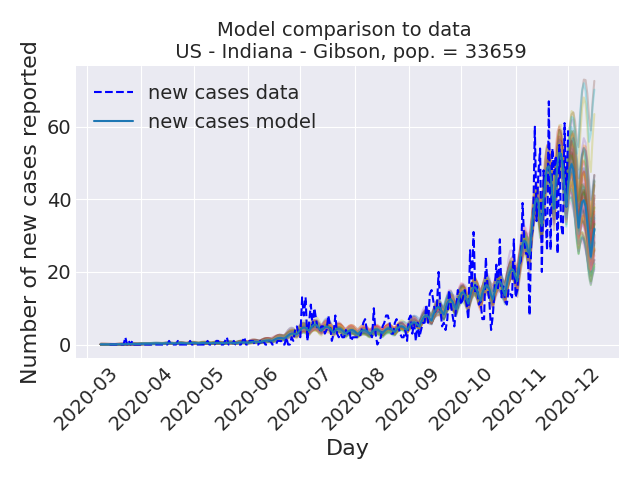 Model comparison to data
US - Indiana - Gibson, pop. = 33659
Number of new cases reported
60
40
20
0
new cases data
new cases model
2020-03
2020-04
2020-05
2020-06
2020-07
2020-08
2020-09
2020-10
2020-11
2020-12
Day